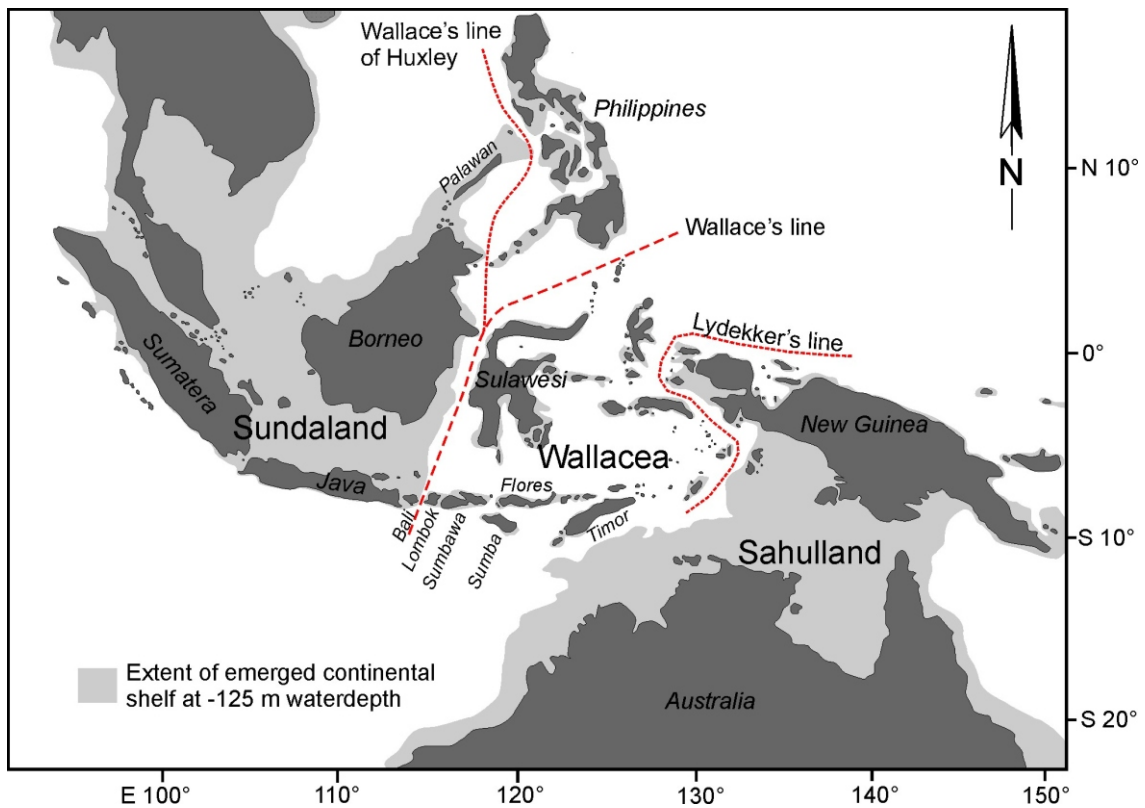 Wallace's line
of Huxley
Philippines
N
Palawan
N 10°
Wallace's line
Borneo
Lydekker's line
0°
Sumatera
Sulawesi
New Guinea
Sundaland
Wallacea
Java
Flores
Bali
Lombok
Sumbawa
Sumba
Timor
S 10°
Sahulland
Extent of emerged continental
shelf at -125 m waterdepth
Australia
S 20°
E 100°
110°
120°
130°
140°
150°